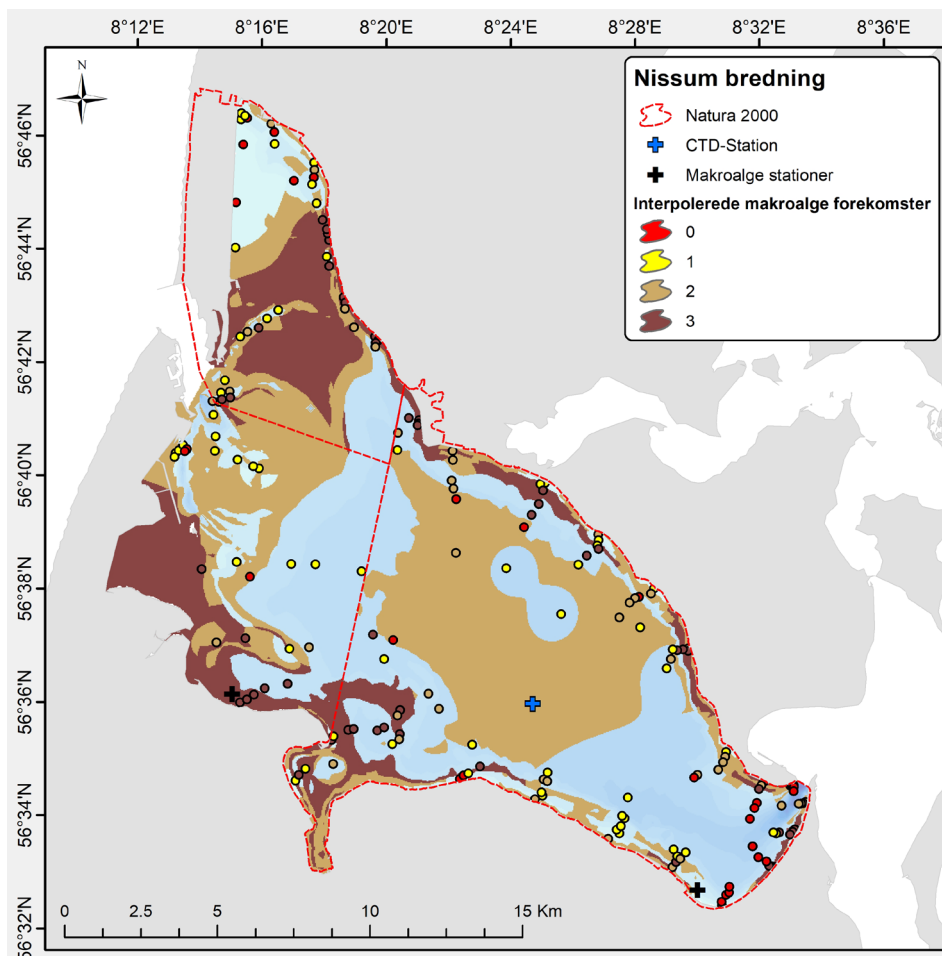 8°12'E 8°16'E 8°20'E 8°24'E 8°28'E 8°32'E 8°36'E
N
Nissum bredning
Natura 2000
CTD-Station
Makroalge stationer
Interpolerede makroalge forekomster
0
1
2
3
56°46'N
56°44'N
56°42'N
56°40'N
56°38'N
56°36'N
56°34'N
56°32'N
0 2.5 5 10 15 Km